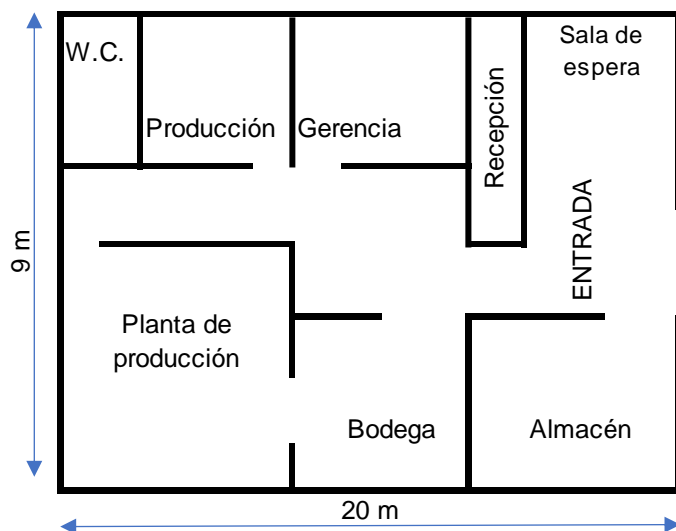 W.C.
Sala de
espera
Producción
Gerencia
Recepción
ENTRADA
9 m
Planta de
producción
Bodega
Almacén
20 m